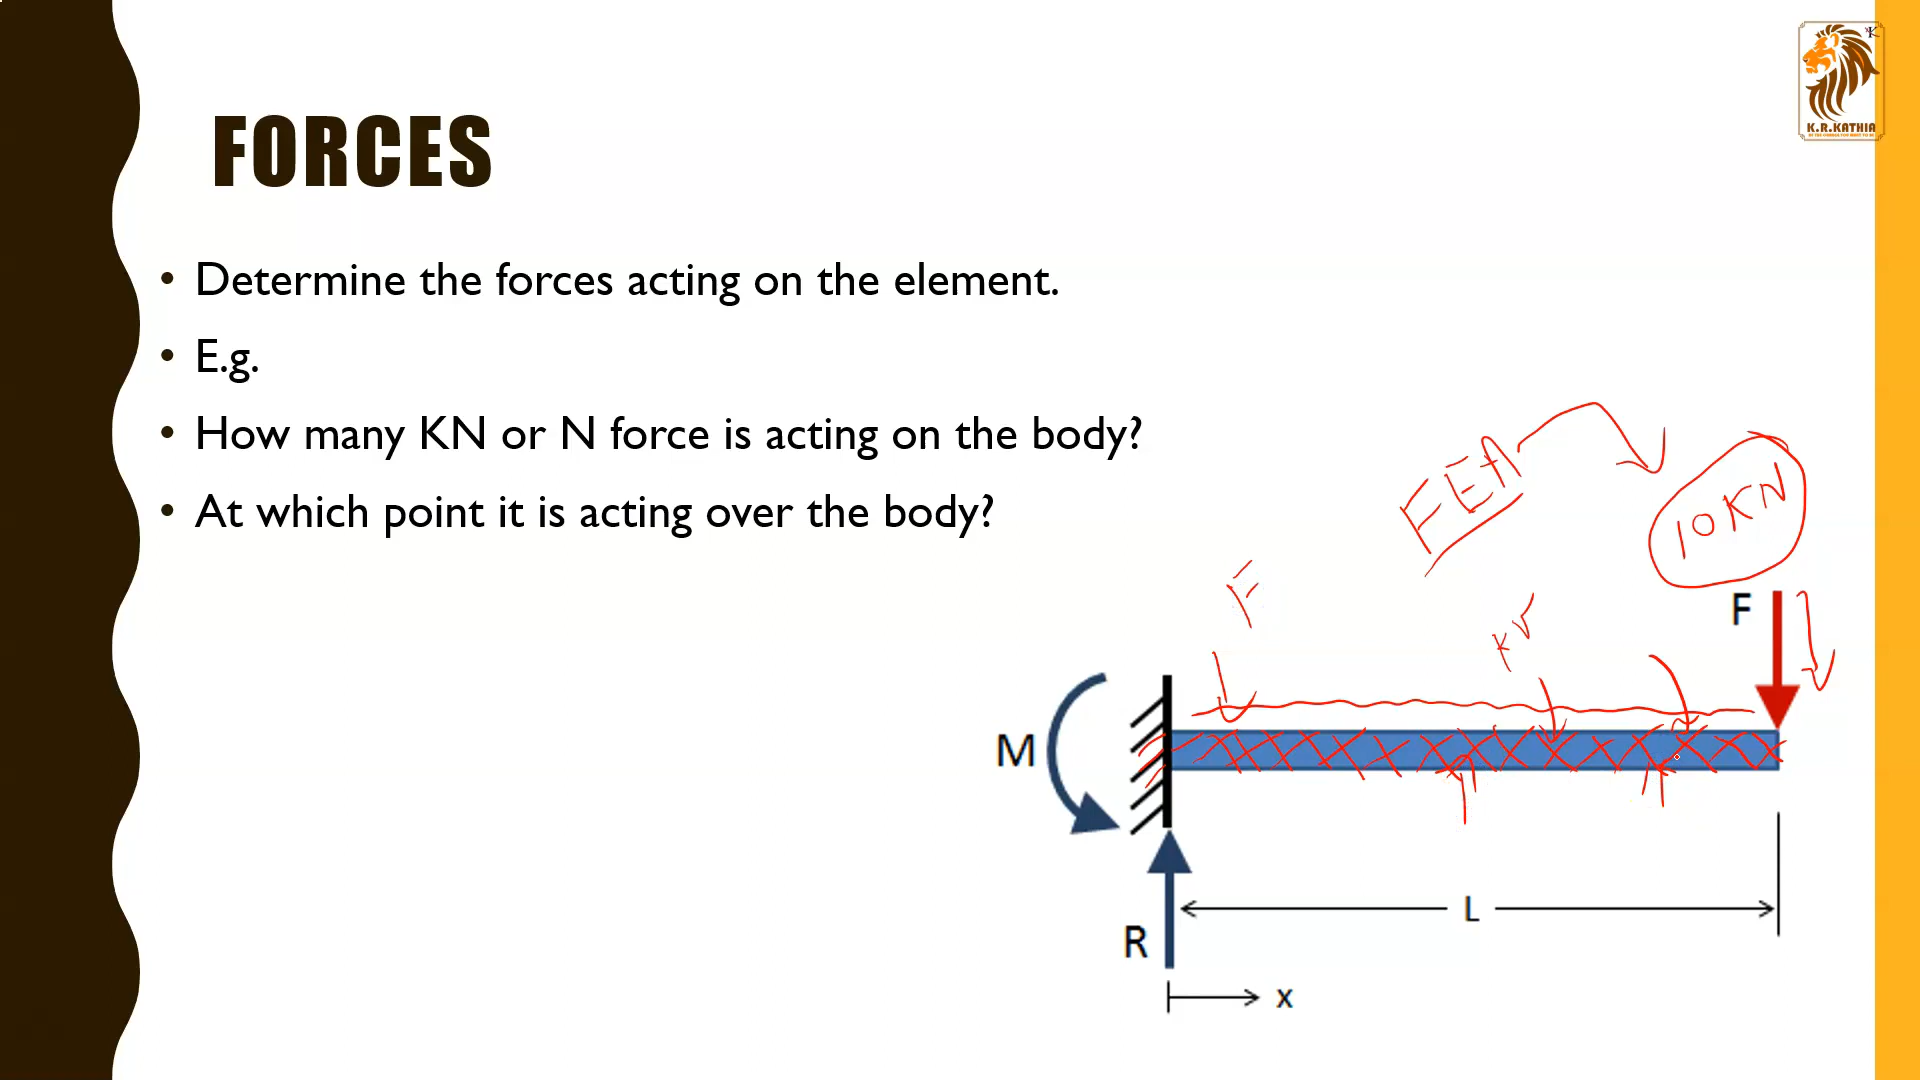 K
K.R.KATHIA
FORCES
• Determine the forces acting on the element.
• E.g.
• How many KN or N force is acting on the body?
• At which point it is acting over the body?
FEA
10KN
F
F
M
L
R
x